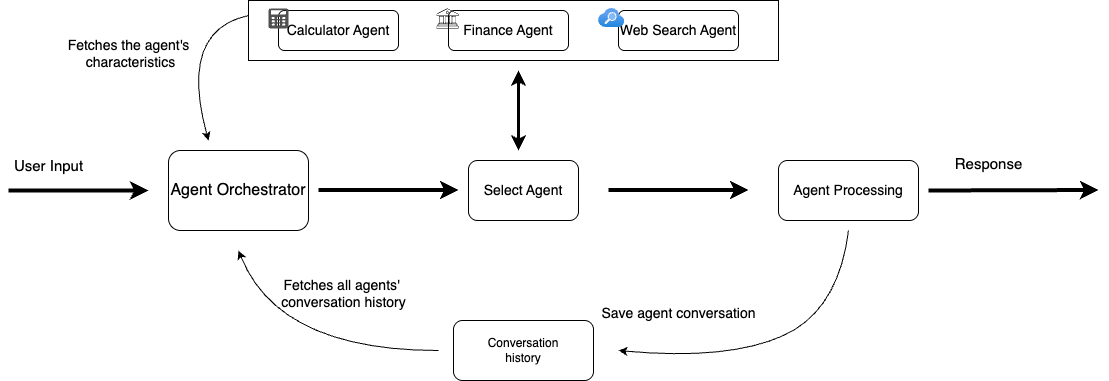 Calculator Agent
Finance Agent
Web Search Agent
Fetches the agent's
characteristics
User Input
Agent Orchestrator
Select Agent
Agent Processing
Response
Fetches all agents'
conversation history
Save agent conversation
Conversation
history